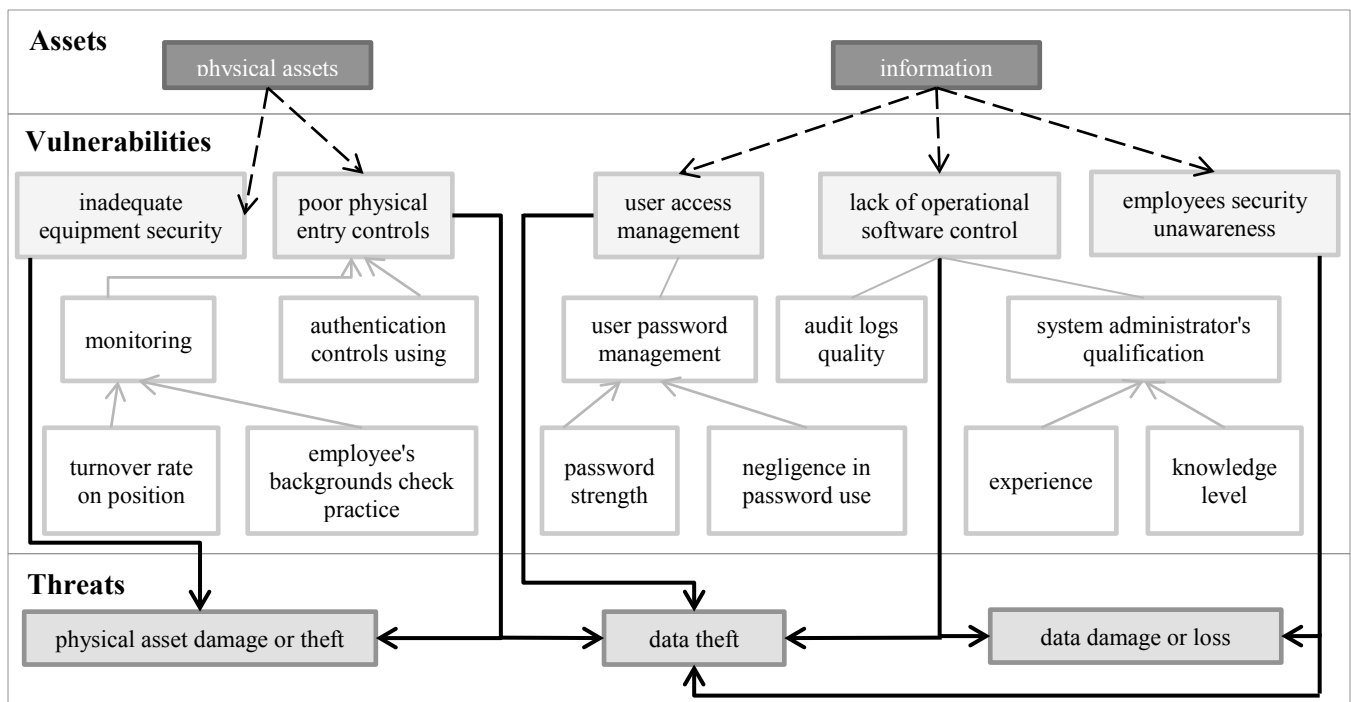 Assets
physical assets
information
Vulnerabilities
inadequate
equipment security
poor physical
entry controls
user access
management
lack of operational
software control
employees security
unawareness
monitoring
authentication
controls using
user password
management
audit logs
quality
system administrator's
qualification
turnover rate
on position
employee's
backgrounds check
practice
password
strength
negligence in
password use
experience
knowledge
level
Threats
physical asset damage or theft
data theft
data damage or loss